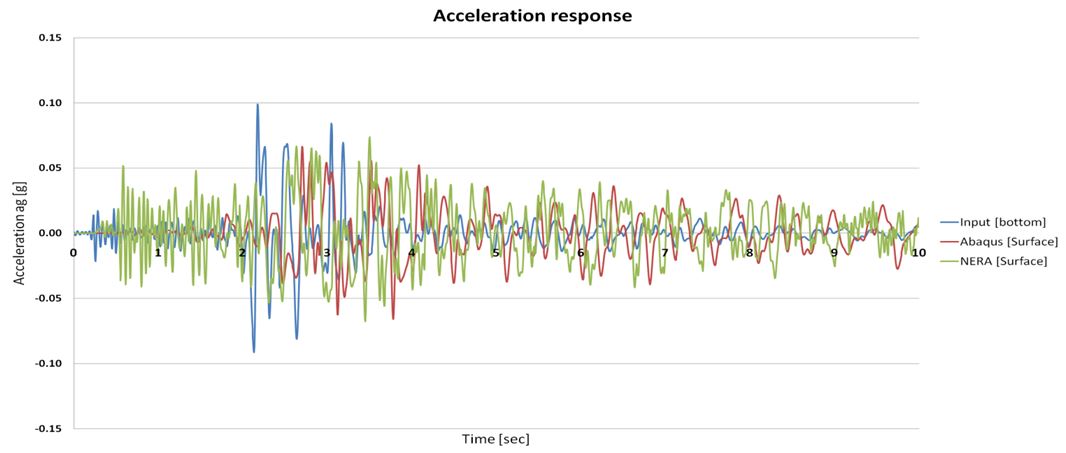 Acceleration response
0.15
0.10
0.05
0.00
-0.05
-0.10
-0.15
Acceleration ag [g]
0 1 2 3 4 5 6 7 8 9 10
Time [sec]
Input [bottom]
Abaqus [Surface]
NERA [Surface]